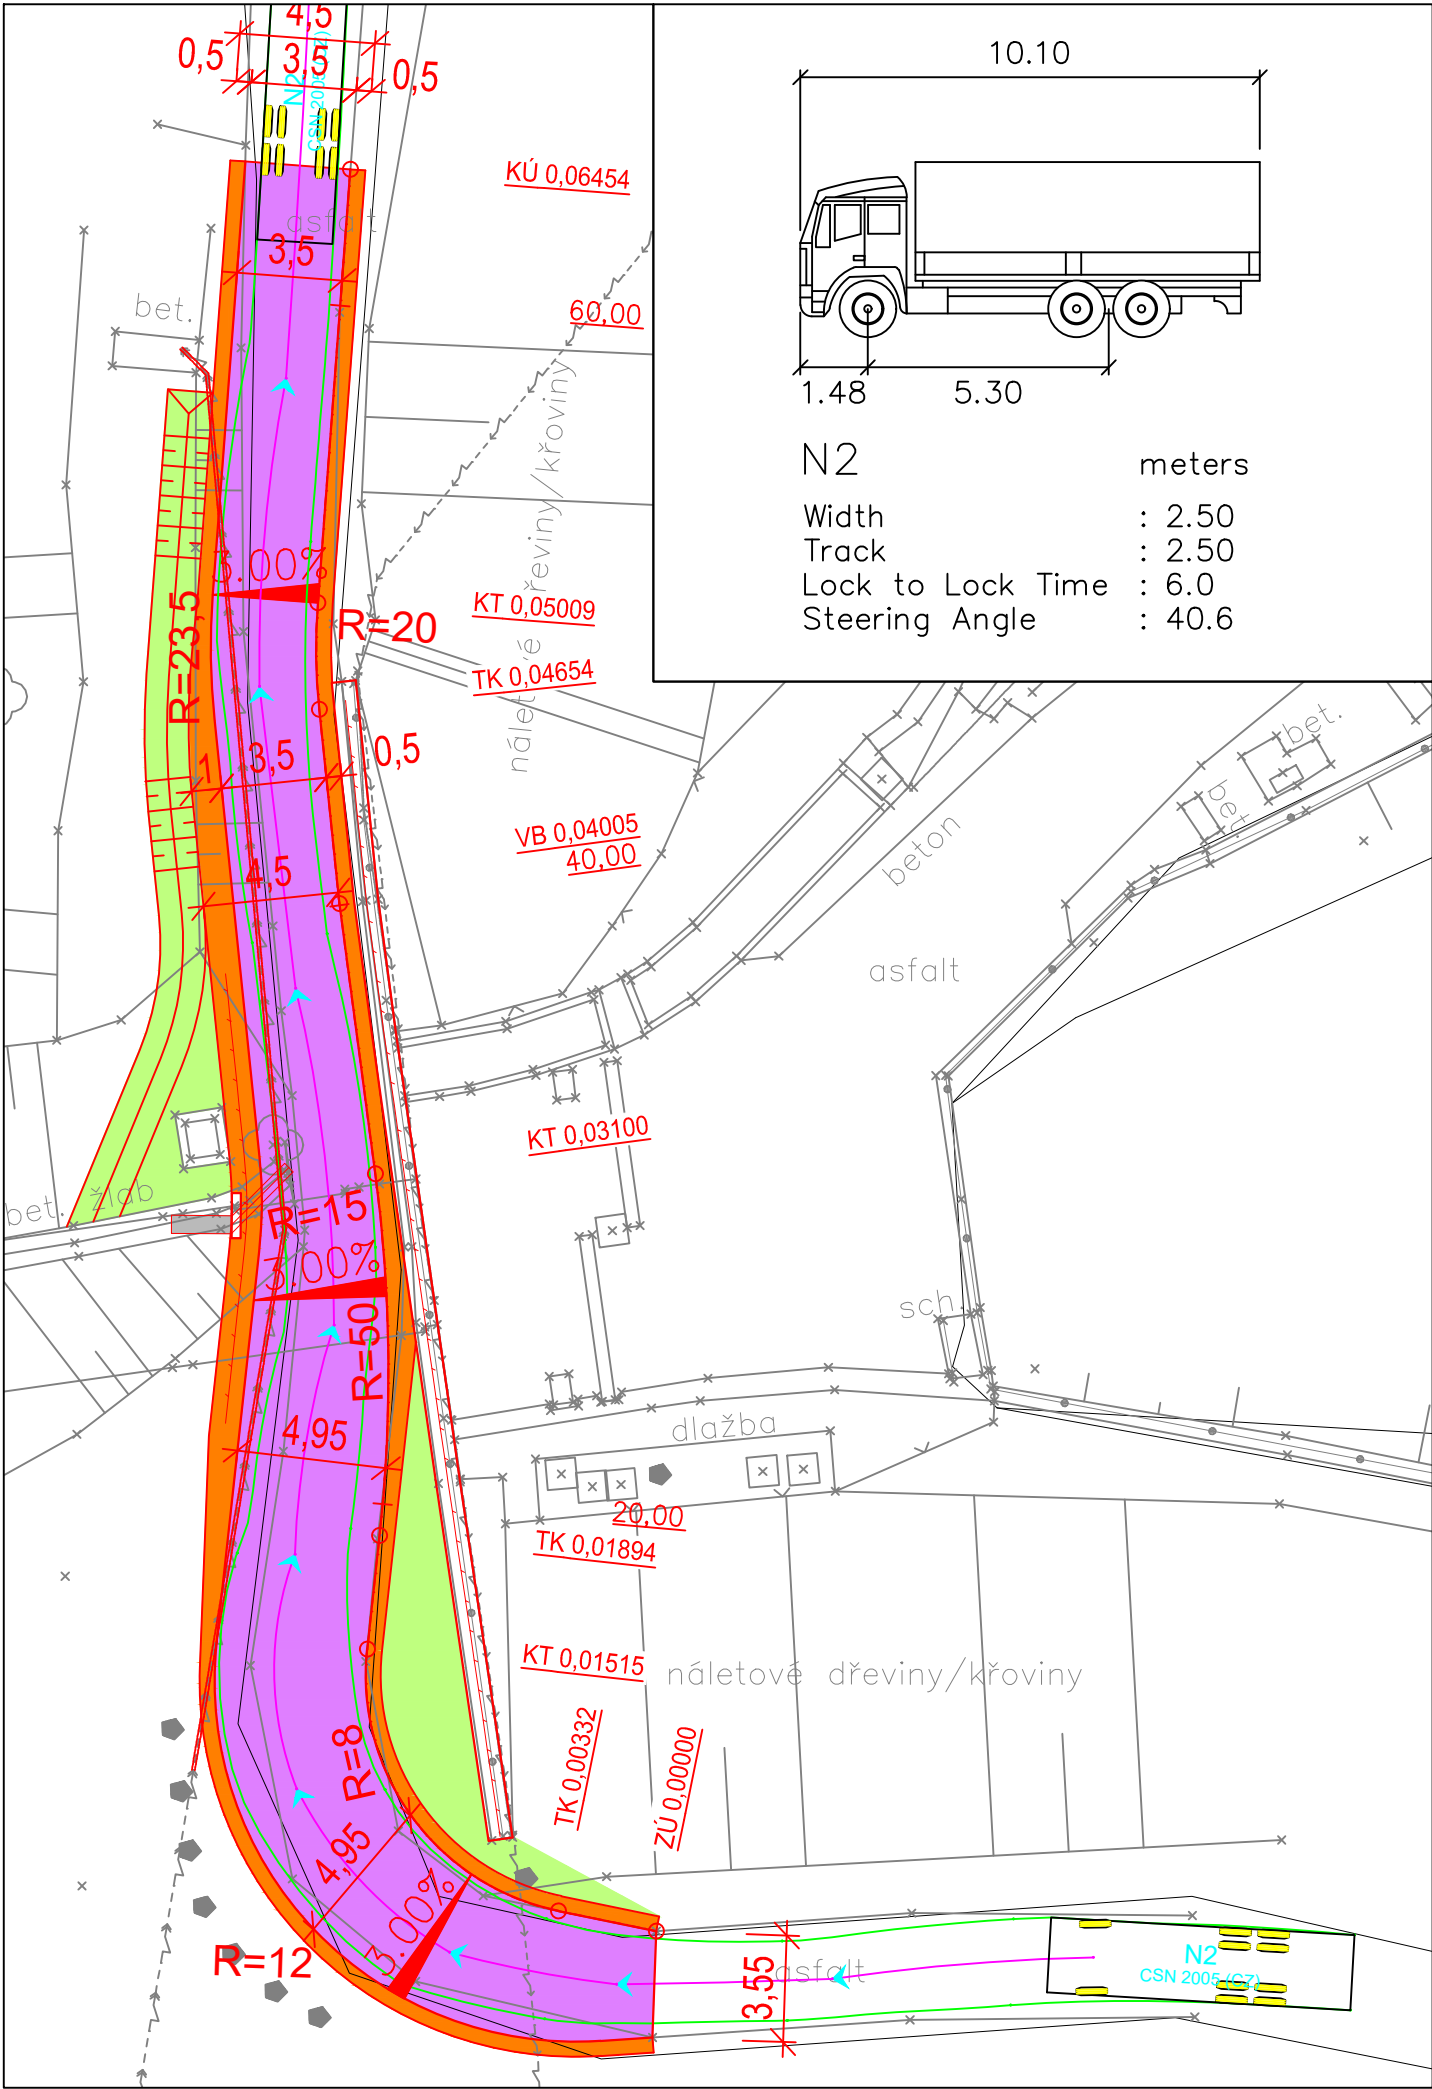 4,5
0,5
3,5
0,5
N2
CSN 2005 (CZ)
asfalt
3,5
bet.
KÚ 0,06454
60,00
náletové dřeviny/křoviny
10.10
1.48
5.30
N2 meters
Width : 2.50
Track : 2.50
Lock to Lock Time : 6.0
Steering Angle : 40.6
3.00%
R=23,5
R=20
KT 0,05009
TK 0,04654
1
3,5
0,5
VB 0,04005
40,00
4,5
beton
bet.
bet.
asfalt
KT 0,03100
bet. žlab
R=15
3.00%
R=50
sch.
4,95
dlažba
20,00
TK 0,01894
KT 0,01515
náletové dřeviny/křoviny
TK 0,00332
ZÚ 0,00000
R=8
4,95
3.00%
R=12
3,55
asfalt
N2
CSN 2005 (CZ)